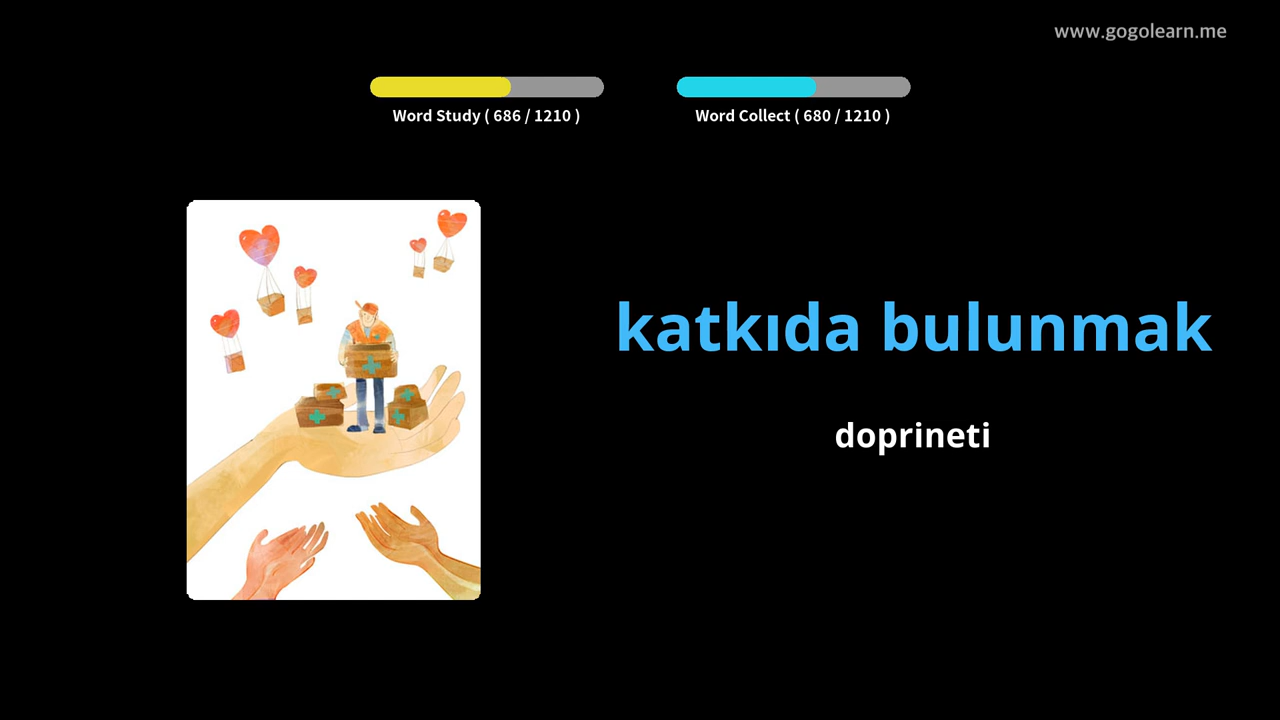 www.gogolearn.me
Word Study ( 686 / 1210 )
Word Collect ( 680 / 1210 )
katkıda bulunmak
doprineti